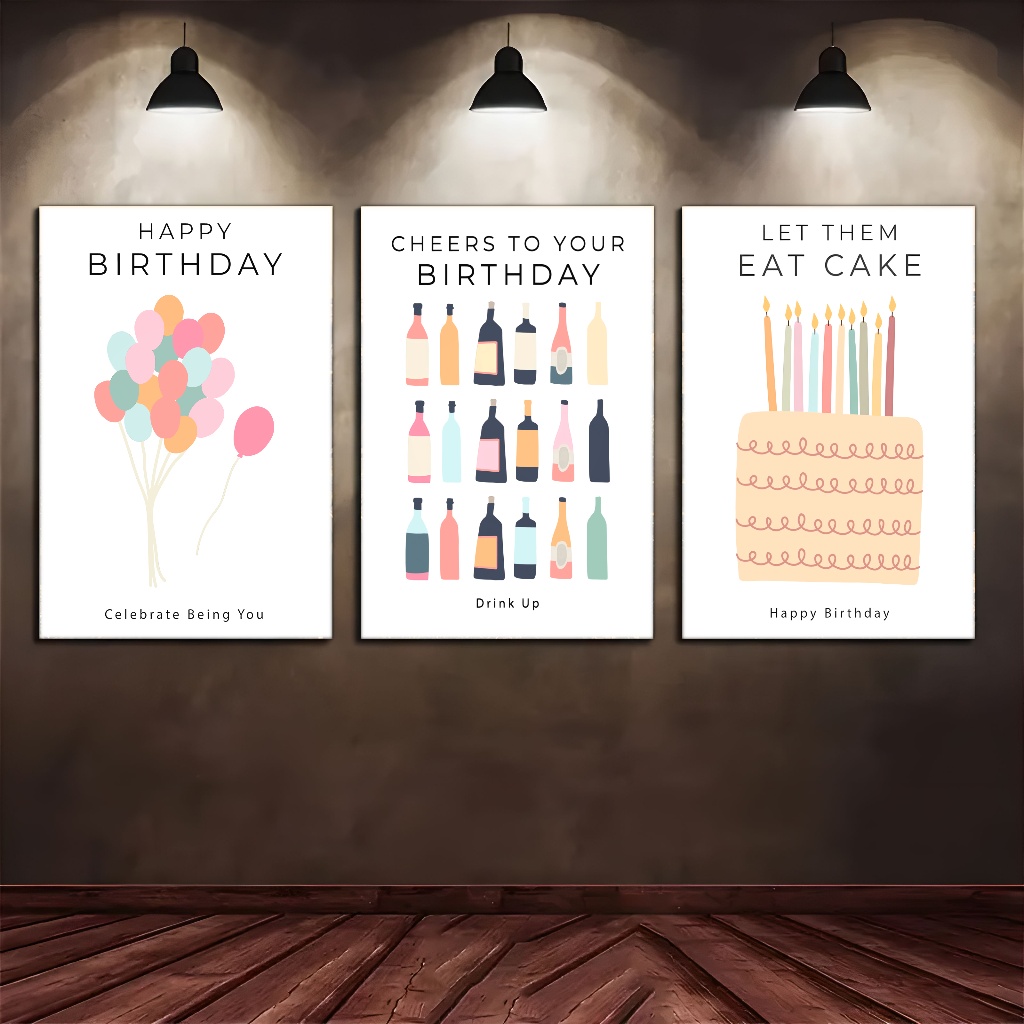 HAPPY
BIRTHDAY
Celebrate Being You
CHEERS TO YOUR
BIRTHDAY
Drink Up
LET THEM
EAT CAKE
Happy Birthday